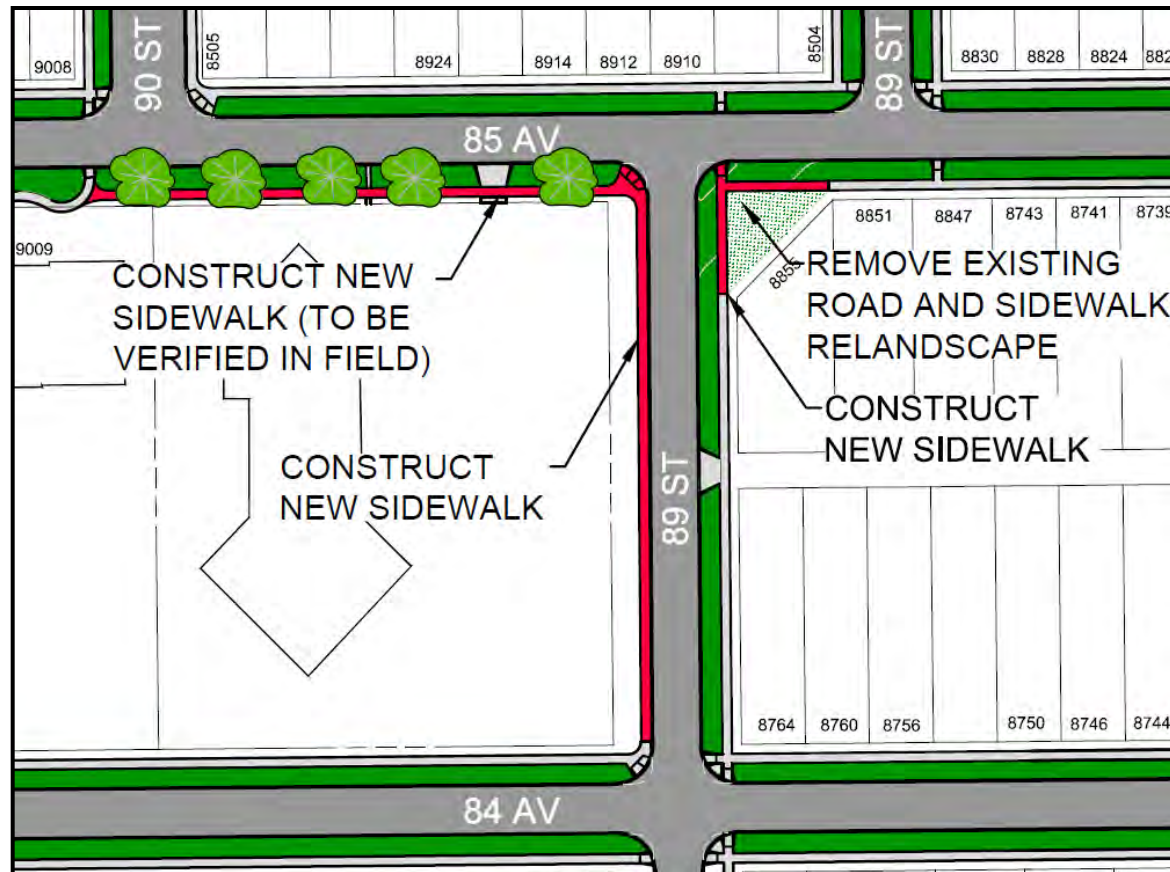 9008
90 ST
8505
8924
8914
8912
8910
8504
89 ST
8830
8828
8824
85 AV
9009
8851
8847
8743
8741
8739
CONSTRUCT NEW
SIDEWALK (TO BE
VERIFIED IN FIELD)
REMOVE EXISTING
ROAD AND SIDEWALK
RELANDSCAPE
CONSTRUCT
NEW SIDEWALK
CONSTRUCT
NEW SIDEWALK
89 ST
8764
8760
8756
8750
8746
8744
84 AV